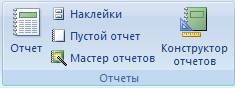 Отчет
Наклейки
Пустой отчет
Мастер отчетов
Конструктор
отчетов
Отчеты